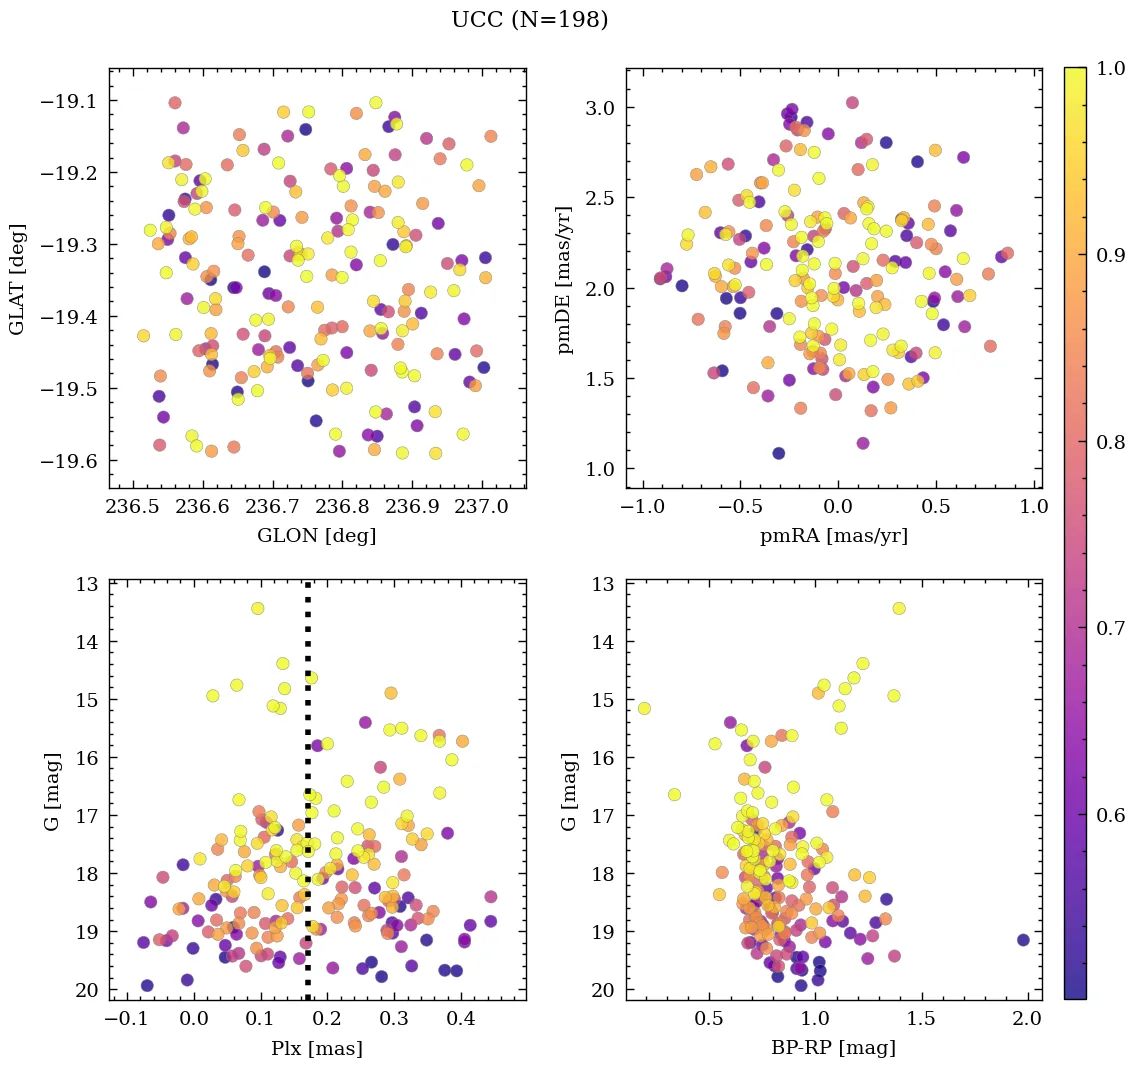 UCC (N=198)
−19.1
−19.2
−19.3
−19.4
−19.5
−19.6
GLAT [deg]
236.5 236.6 236.7 236.8 236.9 237.0
GLON [deg]
3.0
2.5
2.0
1.5
1.0
pmDE [mas/yr]
−1.0 −0.5 0.0 0.5 1.0
pmRA [mas/yr]
1.0
0.9
0.8
0.7
0.6
13
14
15
16
17
18
19
20
G [mag]
−0.1 0.0 0.1 0.2 0.3 0.4
Plx [mas]
13
14
15
16
17
18
19
20
G [mag]
0.5 1.0 1.5 2.0
BP-RP [mag]